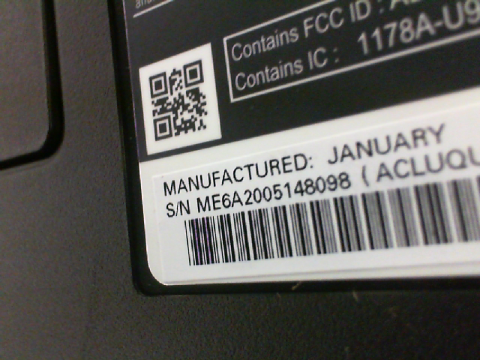 Contains FCC ID :
Contains IC : 1178A-U9
MANUFACTURED: JANUARY
S/N ME6A2005148098 ( ACLUQU